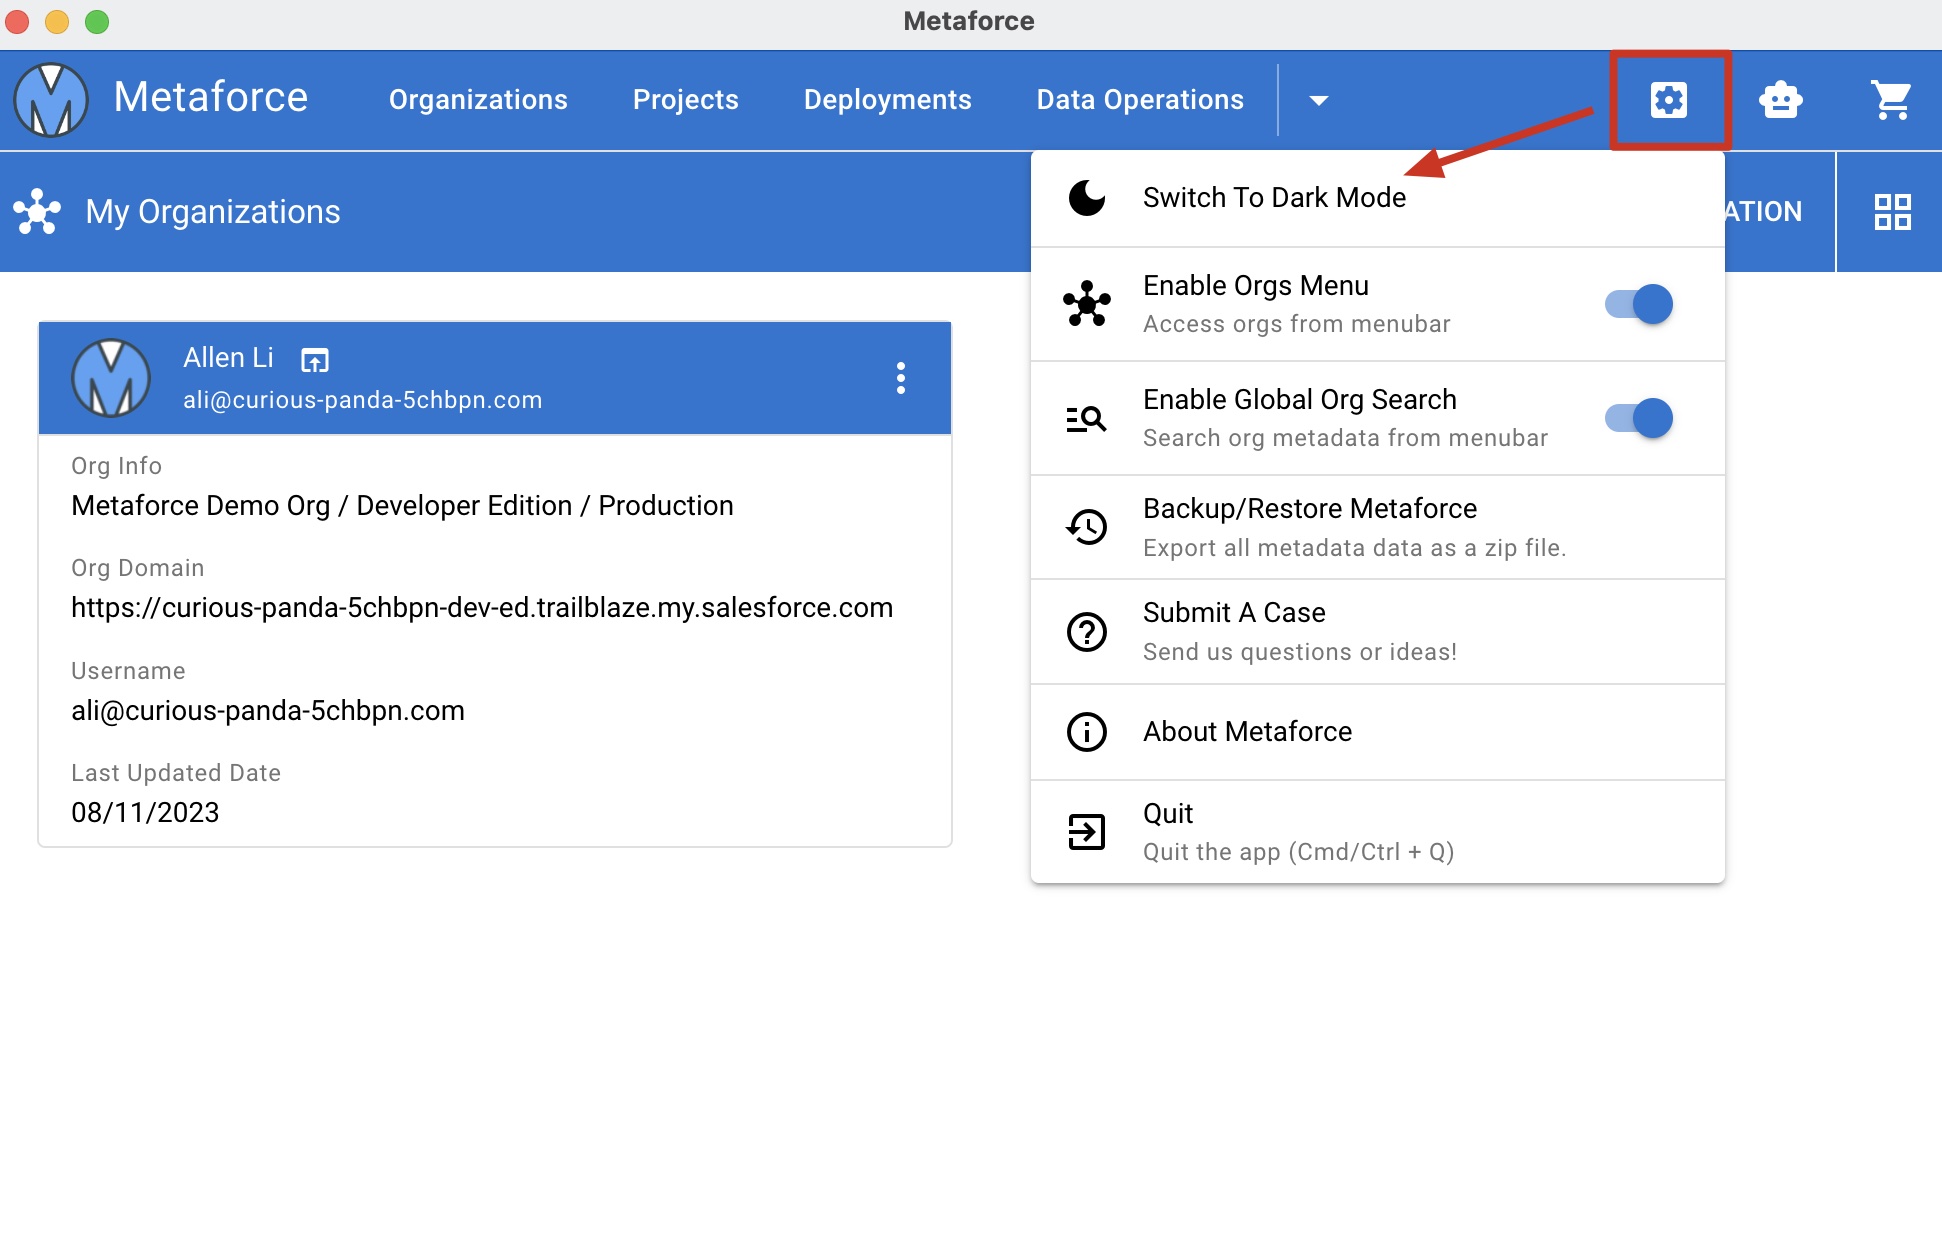 Metaforce
Metaforce Organizations Projects Deployments Data Operations
My Organizations
ATION
Switch To Dark Mode
Enable Orgs Menu
Access orgs from menubar
Enable Global Org Search
Search org metadata from menubar
Backup/Restore Metaforce
Export all metadata data as a zip file.
Submit A Case
Send us questions or ideas!
About Metaforce
Quit
Quit the app (Cmd/Ctrl + Q)
Allen Li
ali@curious-panda-5chbpn.com
Org Info
Metaforce Demo Org / Developer Edition / Production
Org Domain
https://curious-panda-5chbpn-dev-ed.trailblaze.my.salesforce.com
Username
ali@curious-panda-5chbpn.com
Last Updated Date
08/11/2023